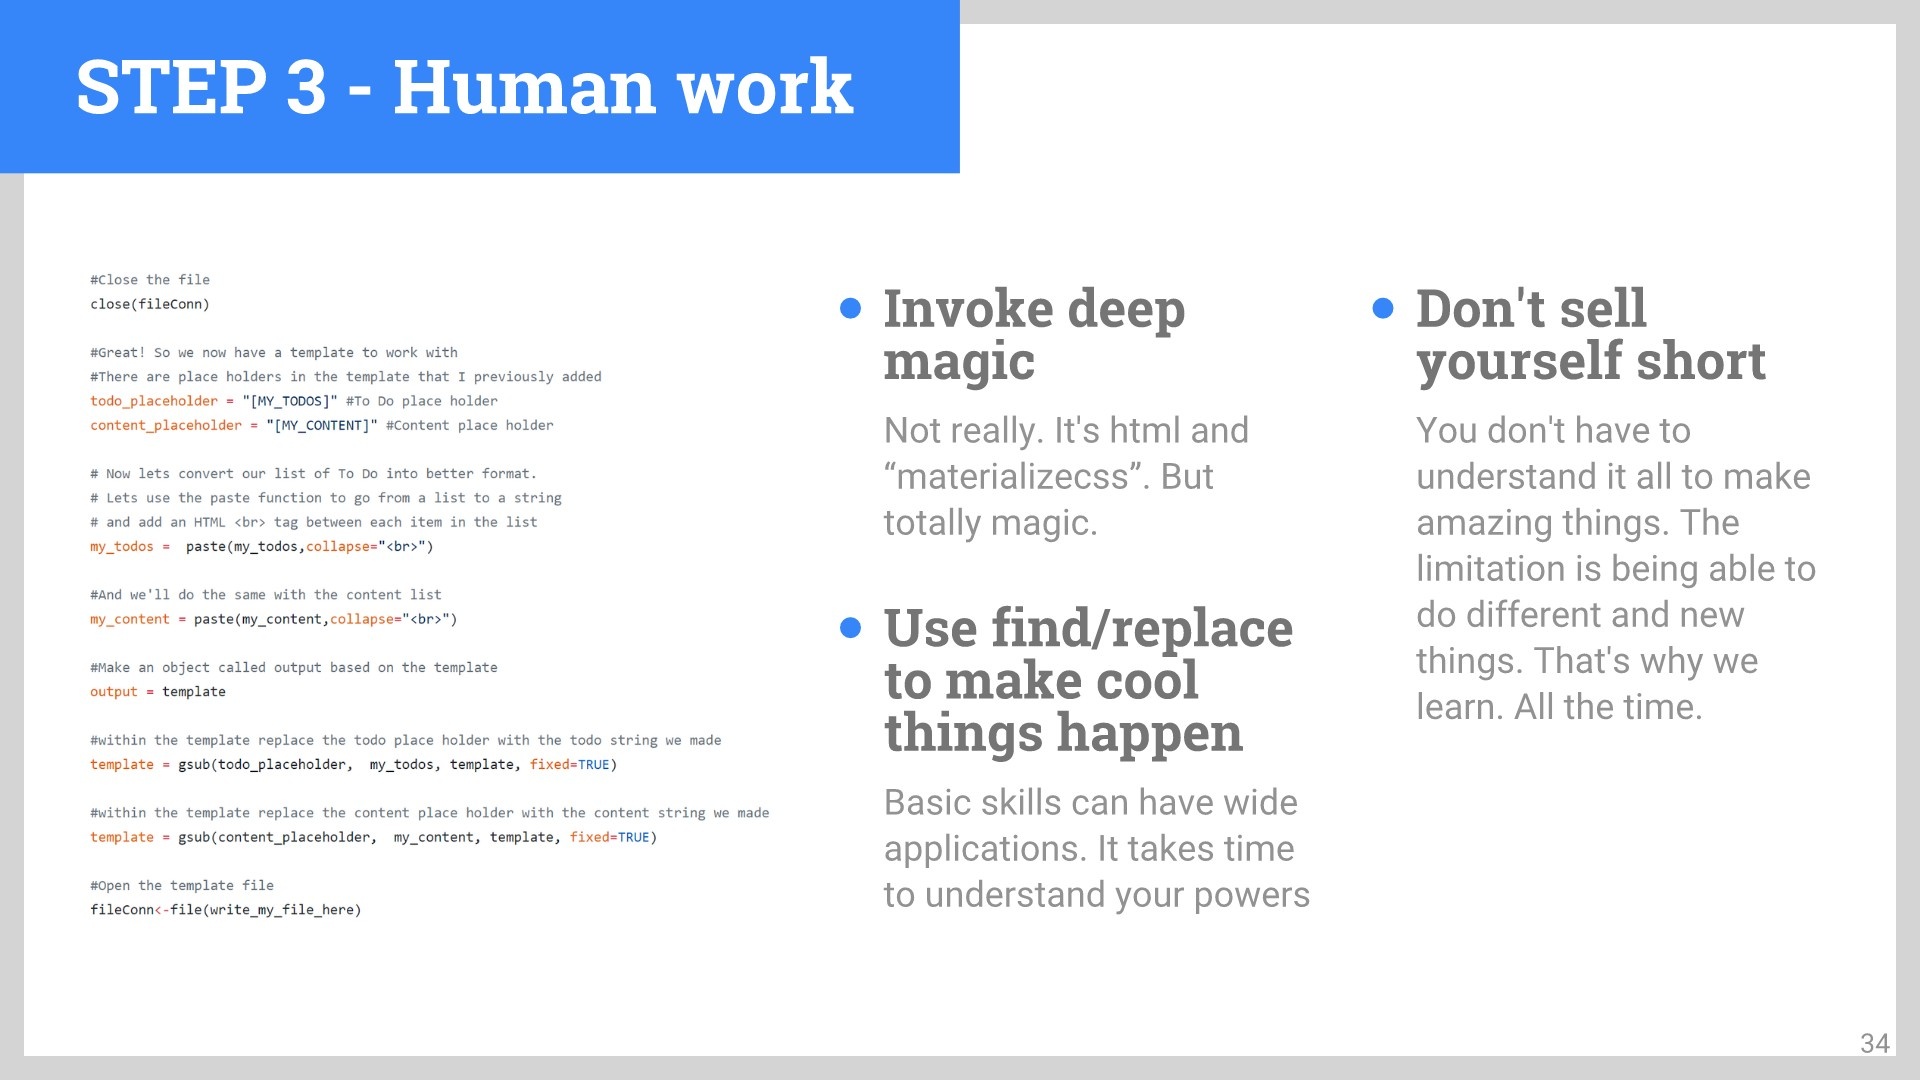 STEP 3 - Human work
#Close the file
close(fileConn)
#Great! So we now have a template to work with
#There are place holders in the template that I previously added
todo_placeholder = "[MY_TODOS]" #To Do place holder
content_placeholder = "[MY_CONTENT]" #Content place holder
# Now lets convert our list of To Do into better format.
# Lets use the paste function to go from a list to a string
# and add an HTML <br> tag between each item in the list
my_todos =  paste(my_todos,collapse="<br>")
#And we'll do the same with the content list
my_content = paste(my_content,collapse="<br>")
#Make an object called output based on the template
output = template
#within the template replace the todo place holder with the todo string we made
template = gsub(todo_placeholder,  my_todos, template, fixed=TRUE)
#within the template replace the content place holder with the content string we made
template = gsub(content_placeholder,  my_content, template, fixed=TRUE)
#Open the template file
fileConn<-file(write_my_file_here)
Invoke deep
magic
Not really. It's html and
“materializecss”. But
totally magic.
Use find/replace
to make cool
things happen
Basic skills can have wide
applications. It takes time
to understand your powers
Don't sell
yourself short
You don't have to
understand it all to make
amazing things. The
limitation is being able to
do different and new
things. That's why we
learn. All the time.
34